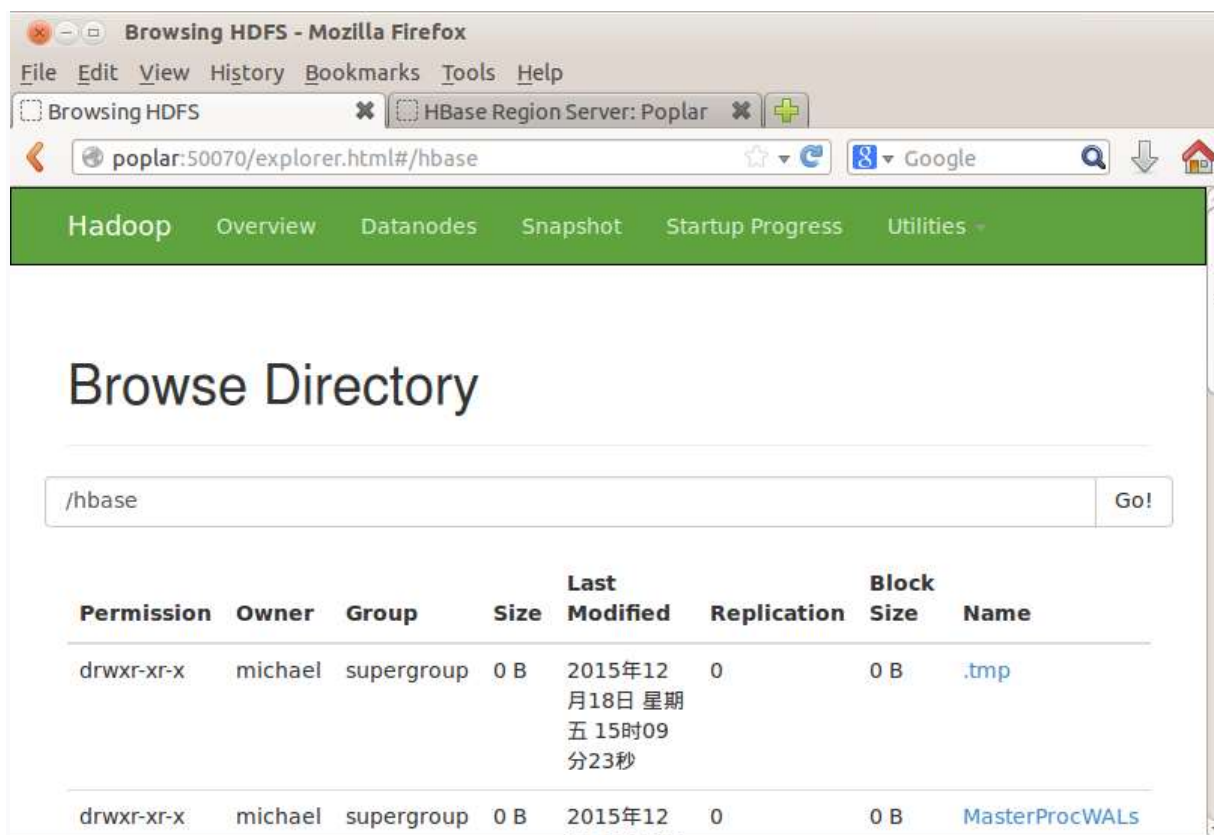 Browsing HDFS - Mozilla Firefox
File Edit View History Bookmarks Tools Help
Browsing HDFS HBase Region Server: Poplar
poplar:50070/explorer.html#/hbase Google
Hadoop Overview Datanodes Snapshot Startup Progress Utilities
Browse Directory
/hbase Go!
Permission Owner Group Size Last Modified Replication Block Size Name
drwxr-xr-x michael supergroup 0 B 2015年12 0 0 B .tmp
月18日 星期
五 15时09
分23秒
drwxr-xr-x michael supergroup 0 B 2015年12 0 0 B MasterProcWALs